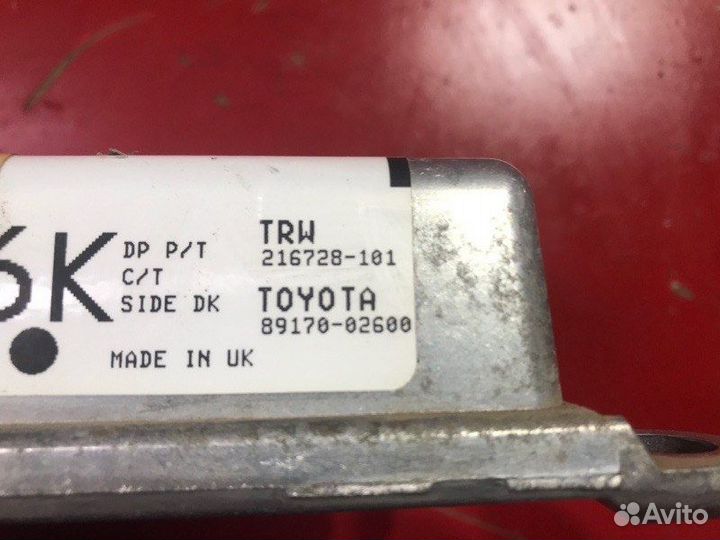 6K
DP P/T
C/T
SIDE DK
TRW
216728-101
TOYOTA
89170-02600
MADE IN UK
Avito